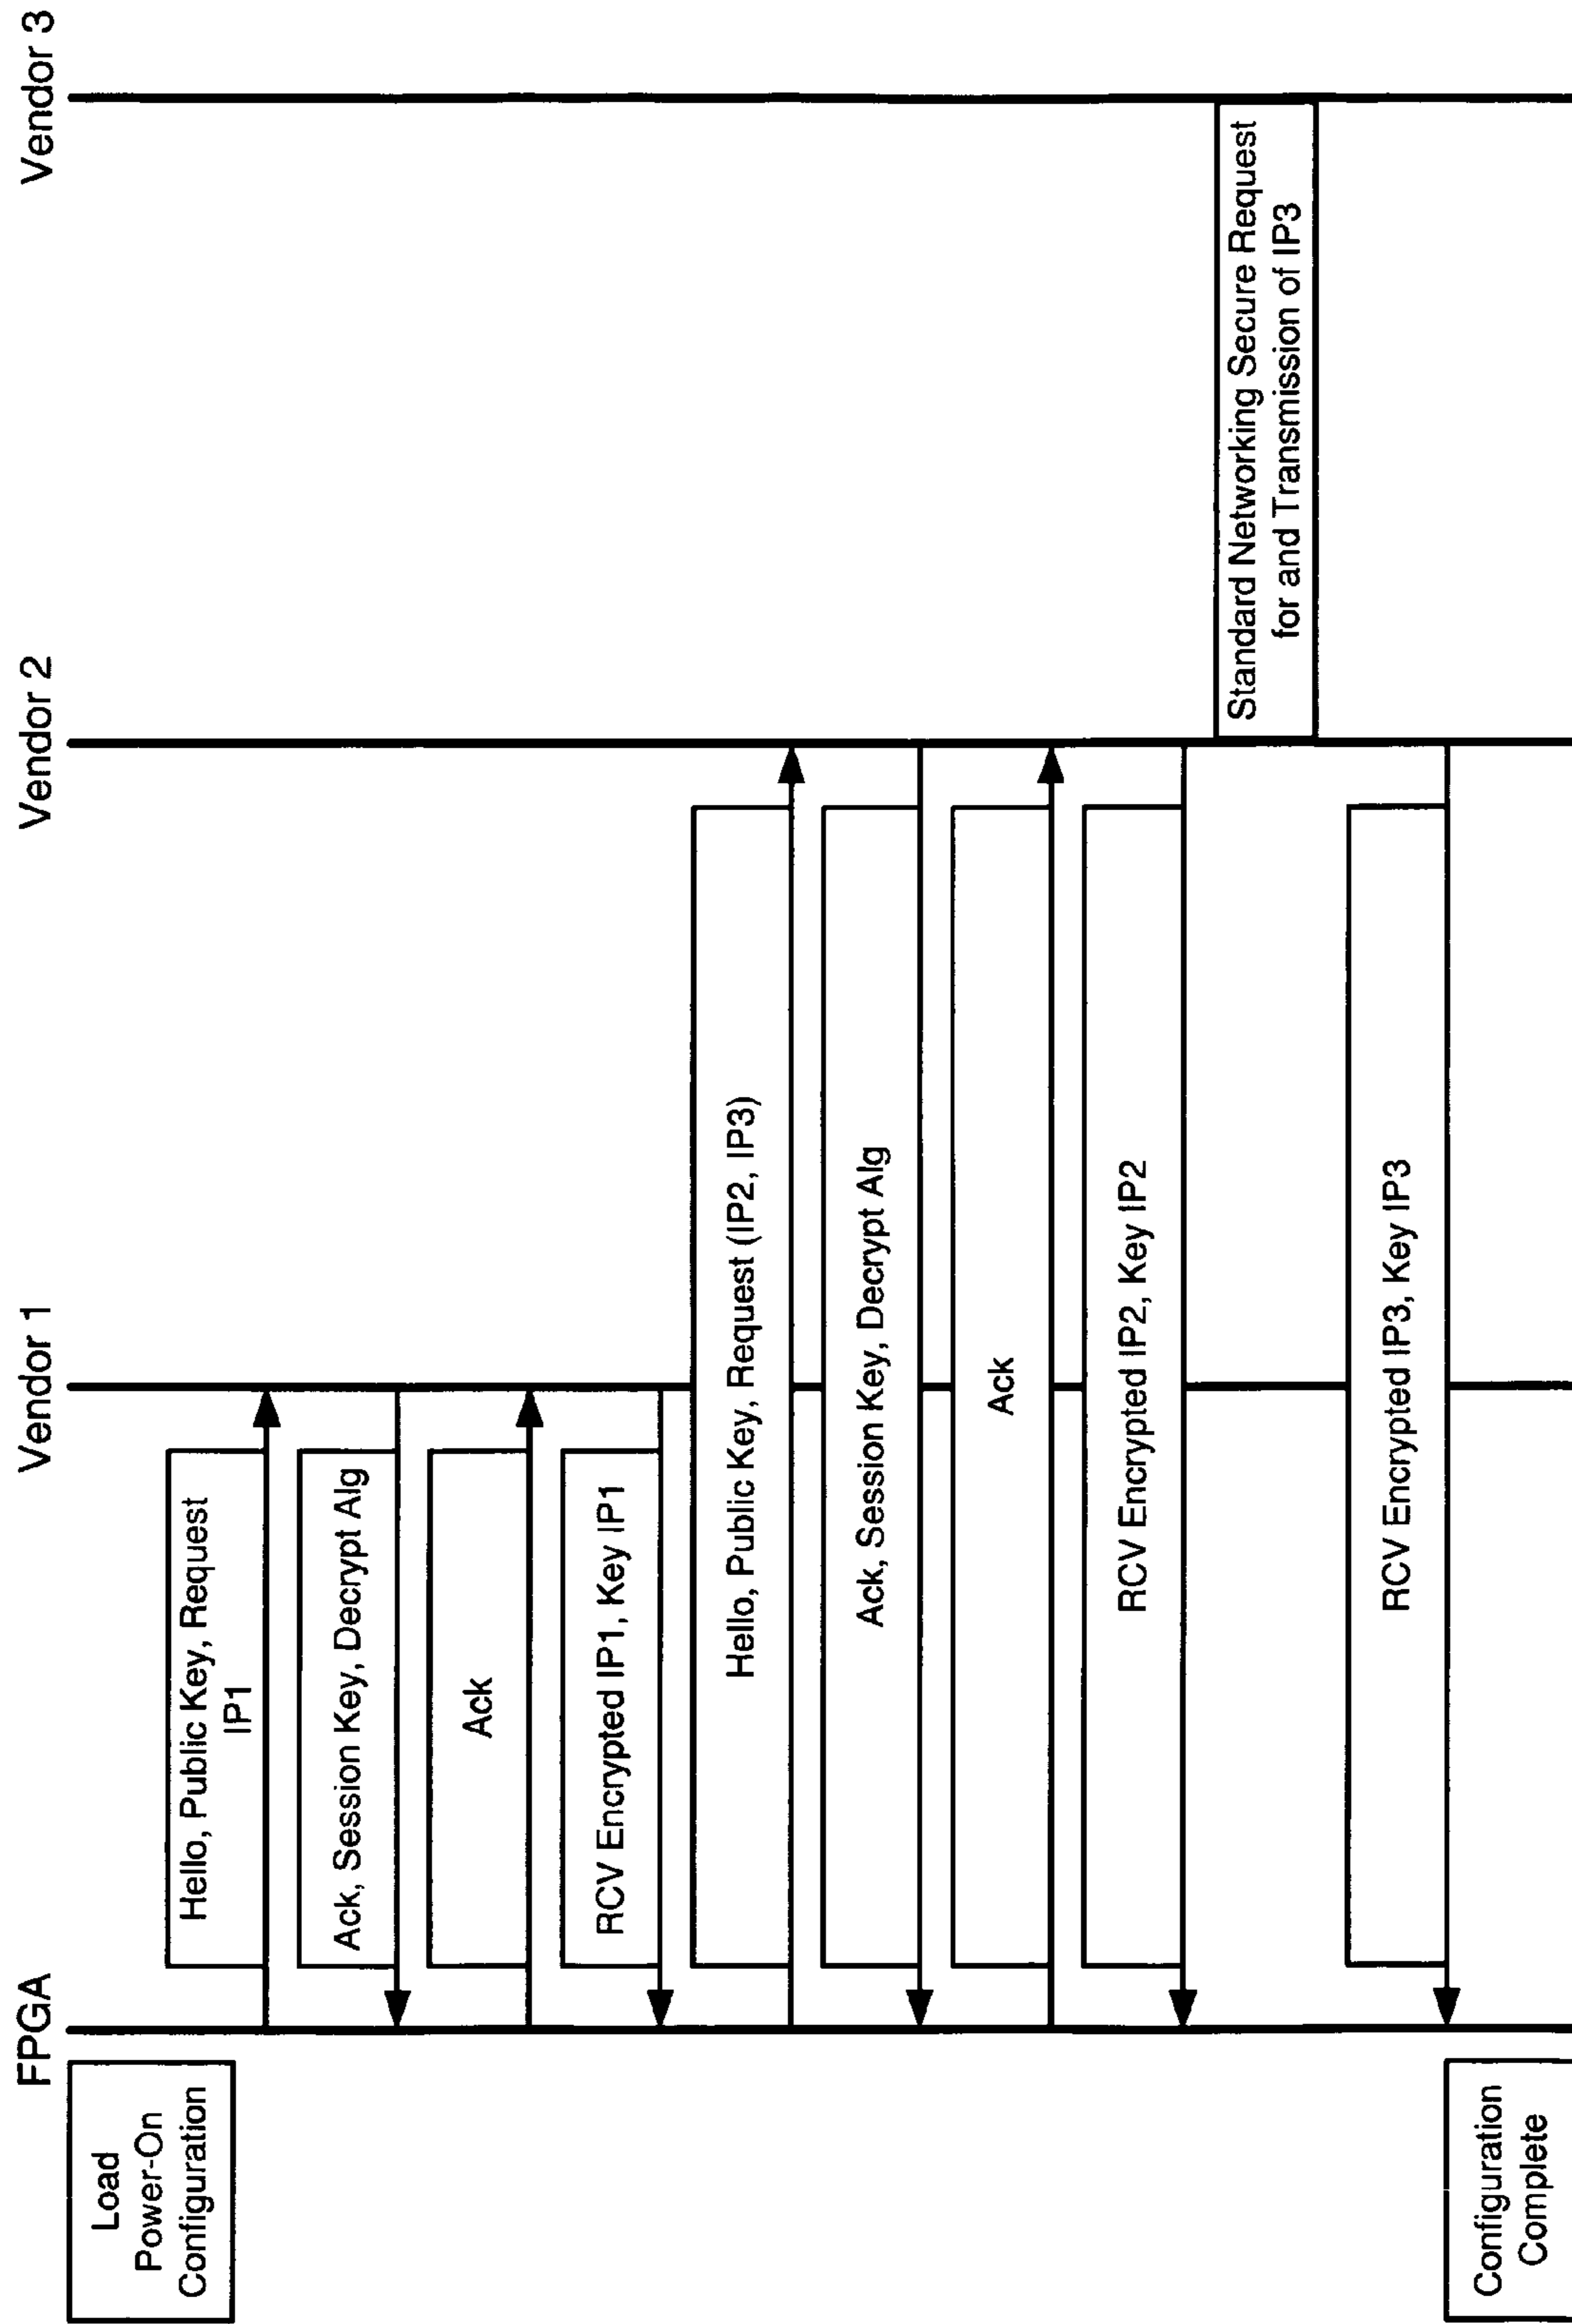 FPGA
Vendor 1
Vendor 2
Vendor 3
Load
Power-On
Configuration
Hello, Public Key, Request
IP1
Ack, Session Key, Decrypt Alg
Ack
RCV Encrypted IP1, Key IP1
Hello, Public Key, Request (IP2, IP3)
Ack, Session Key, Decrypt Alg
Ack
RCV Encrypted IP2, Key IP2
Standard Networking Secure Request
for and Transmission of IP3
RCV Encrypted IP3, Key IP3
Configuration
Complete